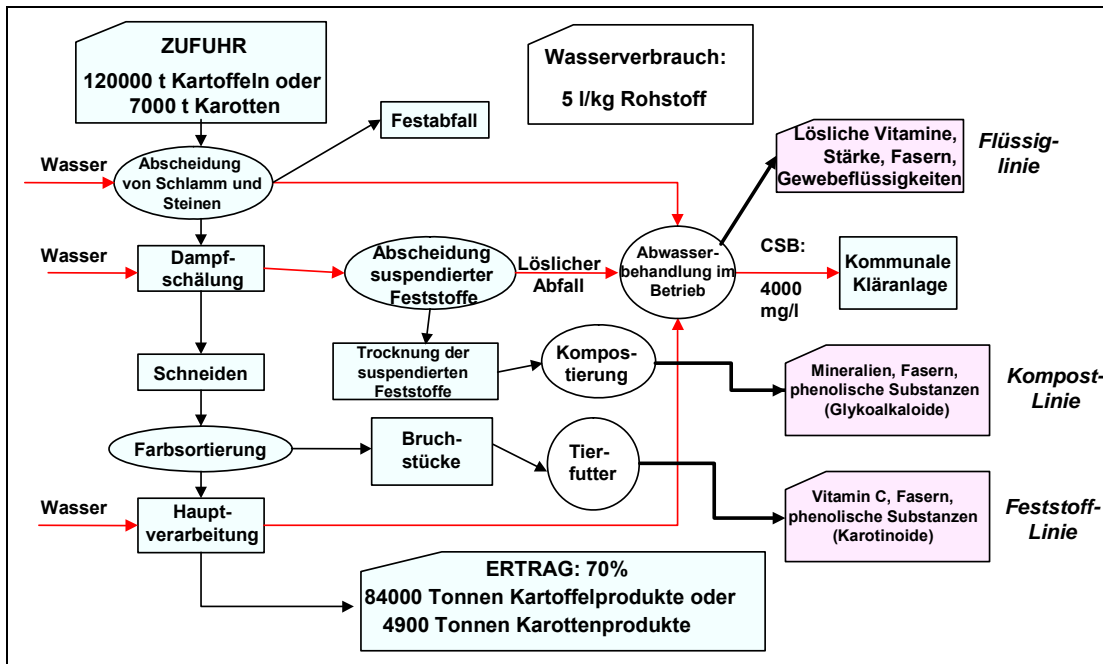 ZUFUHR
120000 t Kartoffeln oder
7000 t Karotten
Wasserverbrauch:
5 l/kg Rohstoff
Festabfall
Lösliche Vitamine,
Stärke, Fasern,
Gewebeflüssigkeiten
Flüssig-
linie
Wasser
Abscheidung
von Schlamm und
Steinen
Wasser
Dampf-
schälung
Abscheidung
suspendierter
Feststoffe
Löslicher
Abfall
Abwasser-
behandlung im
Betrieb
CSB:
4000
mg/l
Kommunale
Kläranlage
Schneiden
Trocknung der
suspendierten
Feststoffe
Kompos-
tierung
Mineralien, Fasern,
phenolische Substanzen
(Glykoalkaloide)
Kompost-
Linie
Farbsortierung
Bruch-
stücke
Tier-
futter
Vitamin C, Fasern,
phenolische Substanzen
(Karotinoide)
Feststoff-
Linie
Wasser
Haupt-
verarbeitung
ERTRAG: 70%
84000 Tonnen Kartoffelprodukte oder
4900 Tonnen Karottenprodukte